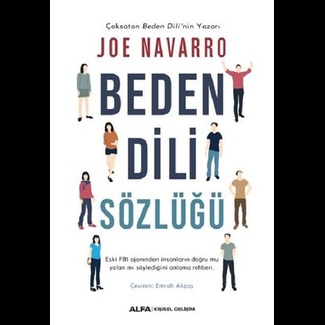 Çoksatan Beden Dili'nin Yazarı
JOE NAVARRO
BEDEN
DİLİ
SÖZLÜĞÜ
Eski FBI ajanından insanların doğru mu
yalan mı söylediğini anlama rehberi.
Çeviren: Emrah Akçay
ALFA KİŞİSEL GELİŞİM